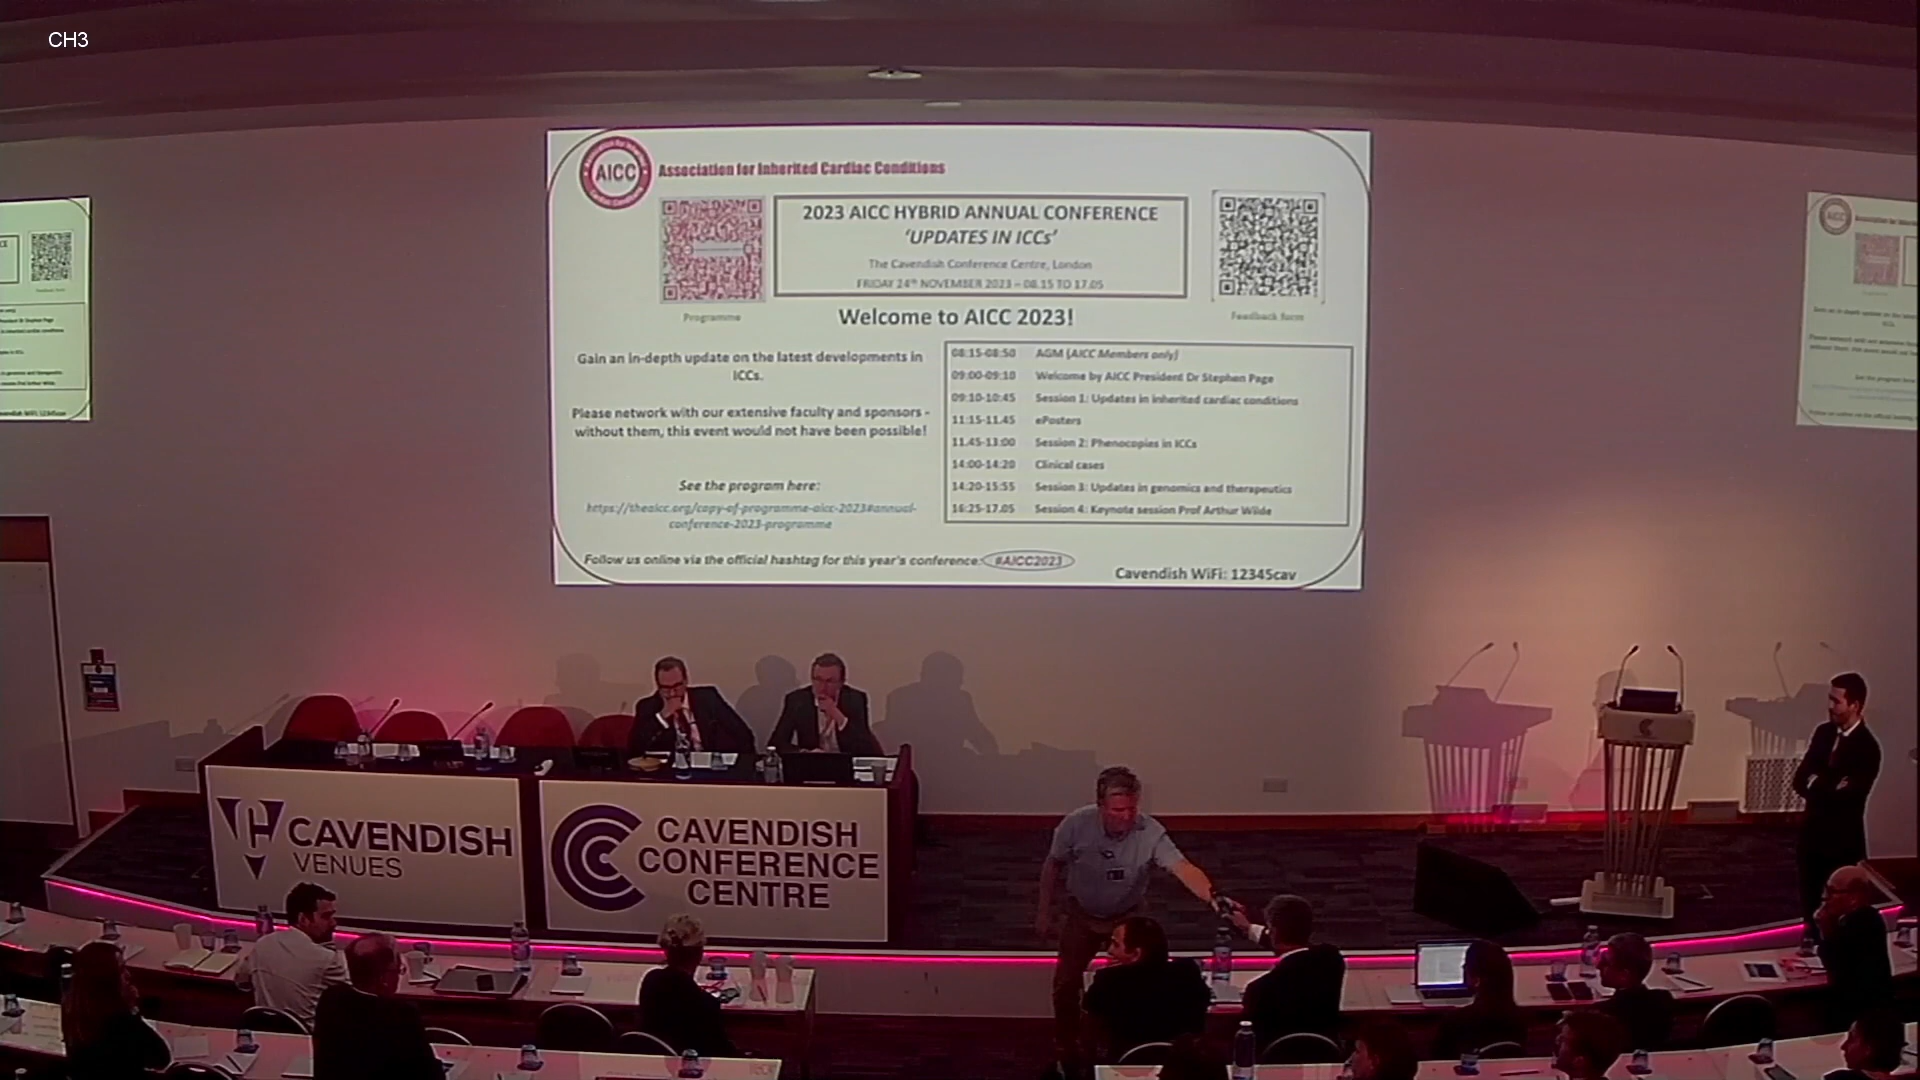 CH3
AICC
Association for Inherited Cardiac Conditions
2023 AICC HYBRID ANNUAL CONFERENCE
‘UPDATES IN ICCs’
The Cavendish Conference Centre, London
FRIDAY 24TH NOVEMBER 2023 – 08.15 TO 17.05
Programme
Feedback form
Welcome to AICC 2023!
Gain an in-depth update on the latest developments in
ICCs.
Please network with our extensive faculty and sponsors -
without them, this event would not have been possible!
See the program here:
https://theaicc.org/copy-of-programme-aicc-2023#annual-
conference-2023-programme
08:15-08:50 AGM (AICC Members only)
09:00-09:10 Welcome by AICC President Dr Stephen Page
09:10-10:45 Session 1: Updates in inherited cardiac conditions
11:15-11.45 ePosters
11.45-13:00 Session 2: Phenocopies in ICCs
14:00-14:20 Clinical cases
14:20-15:55 Session 3: Updates in genomics and therapeutics
16:25-17.05 Session 4: Keynote session Prof Arthur Wilde
Follow us online via the official hashtag for this year's conference: #AICC2023
Cavendish WiFi: 12345cav
CAVENDISH
VENUES
CAVENDISH
CONFERENCE
CENTRE